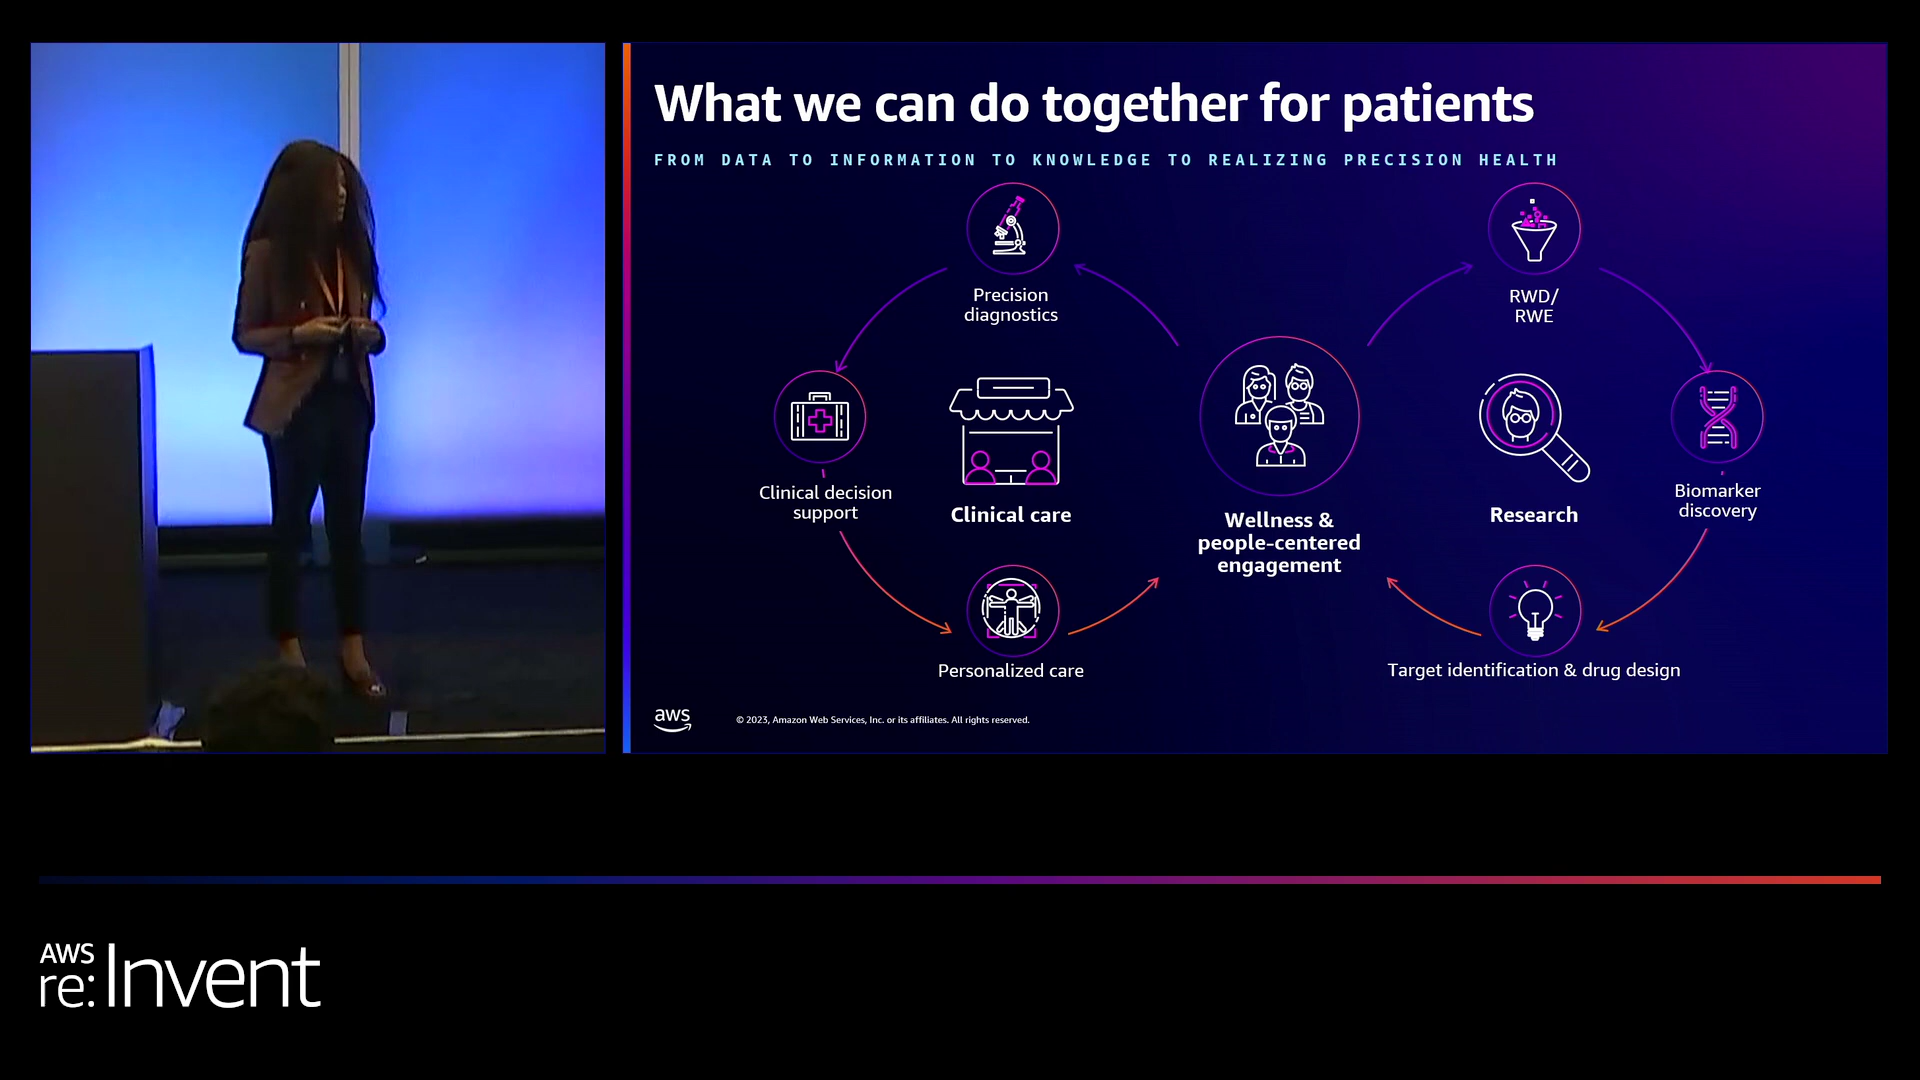 What we can do together for patients
FROM DATA TO INFORMATION TO KNOWLEDGE TO REALIZING PRECISION HEALTH
Precision
diagnostics
RWD/
RWE
Clinical decision
support
Clinical care
Wellness &
people-centered
engagement
Research
Biomarker
discovery
Personalized care
Target identification & drug design
aws
© 2023, Amazon Web Services, Inc. or its affiliates. All rights reserved.
AWS
re:Invent